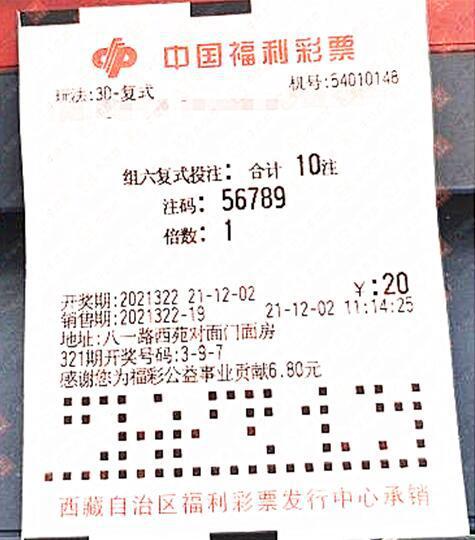 中国福利彩票
玩法:3D-复式 机号:54010148
组六复式投注: 合计 10注
注码: 56789
倍数: 1
开奖期:2021322 21-12-02 ¥:20
销售期:2021322-19 21-12-02 11:14:25
地址:八一路西苑对面门面房
321期开奖号码:3-9-7
感谢您为福彩公益事业贡献6.80元
西藏自治区福利彩票发行中心承销